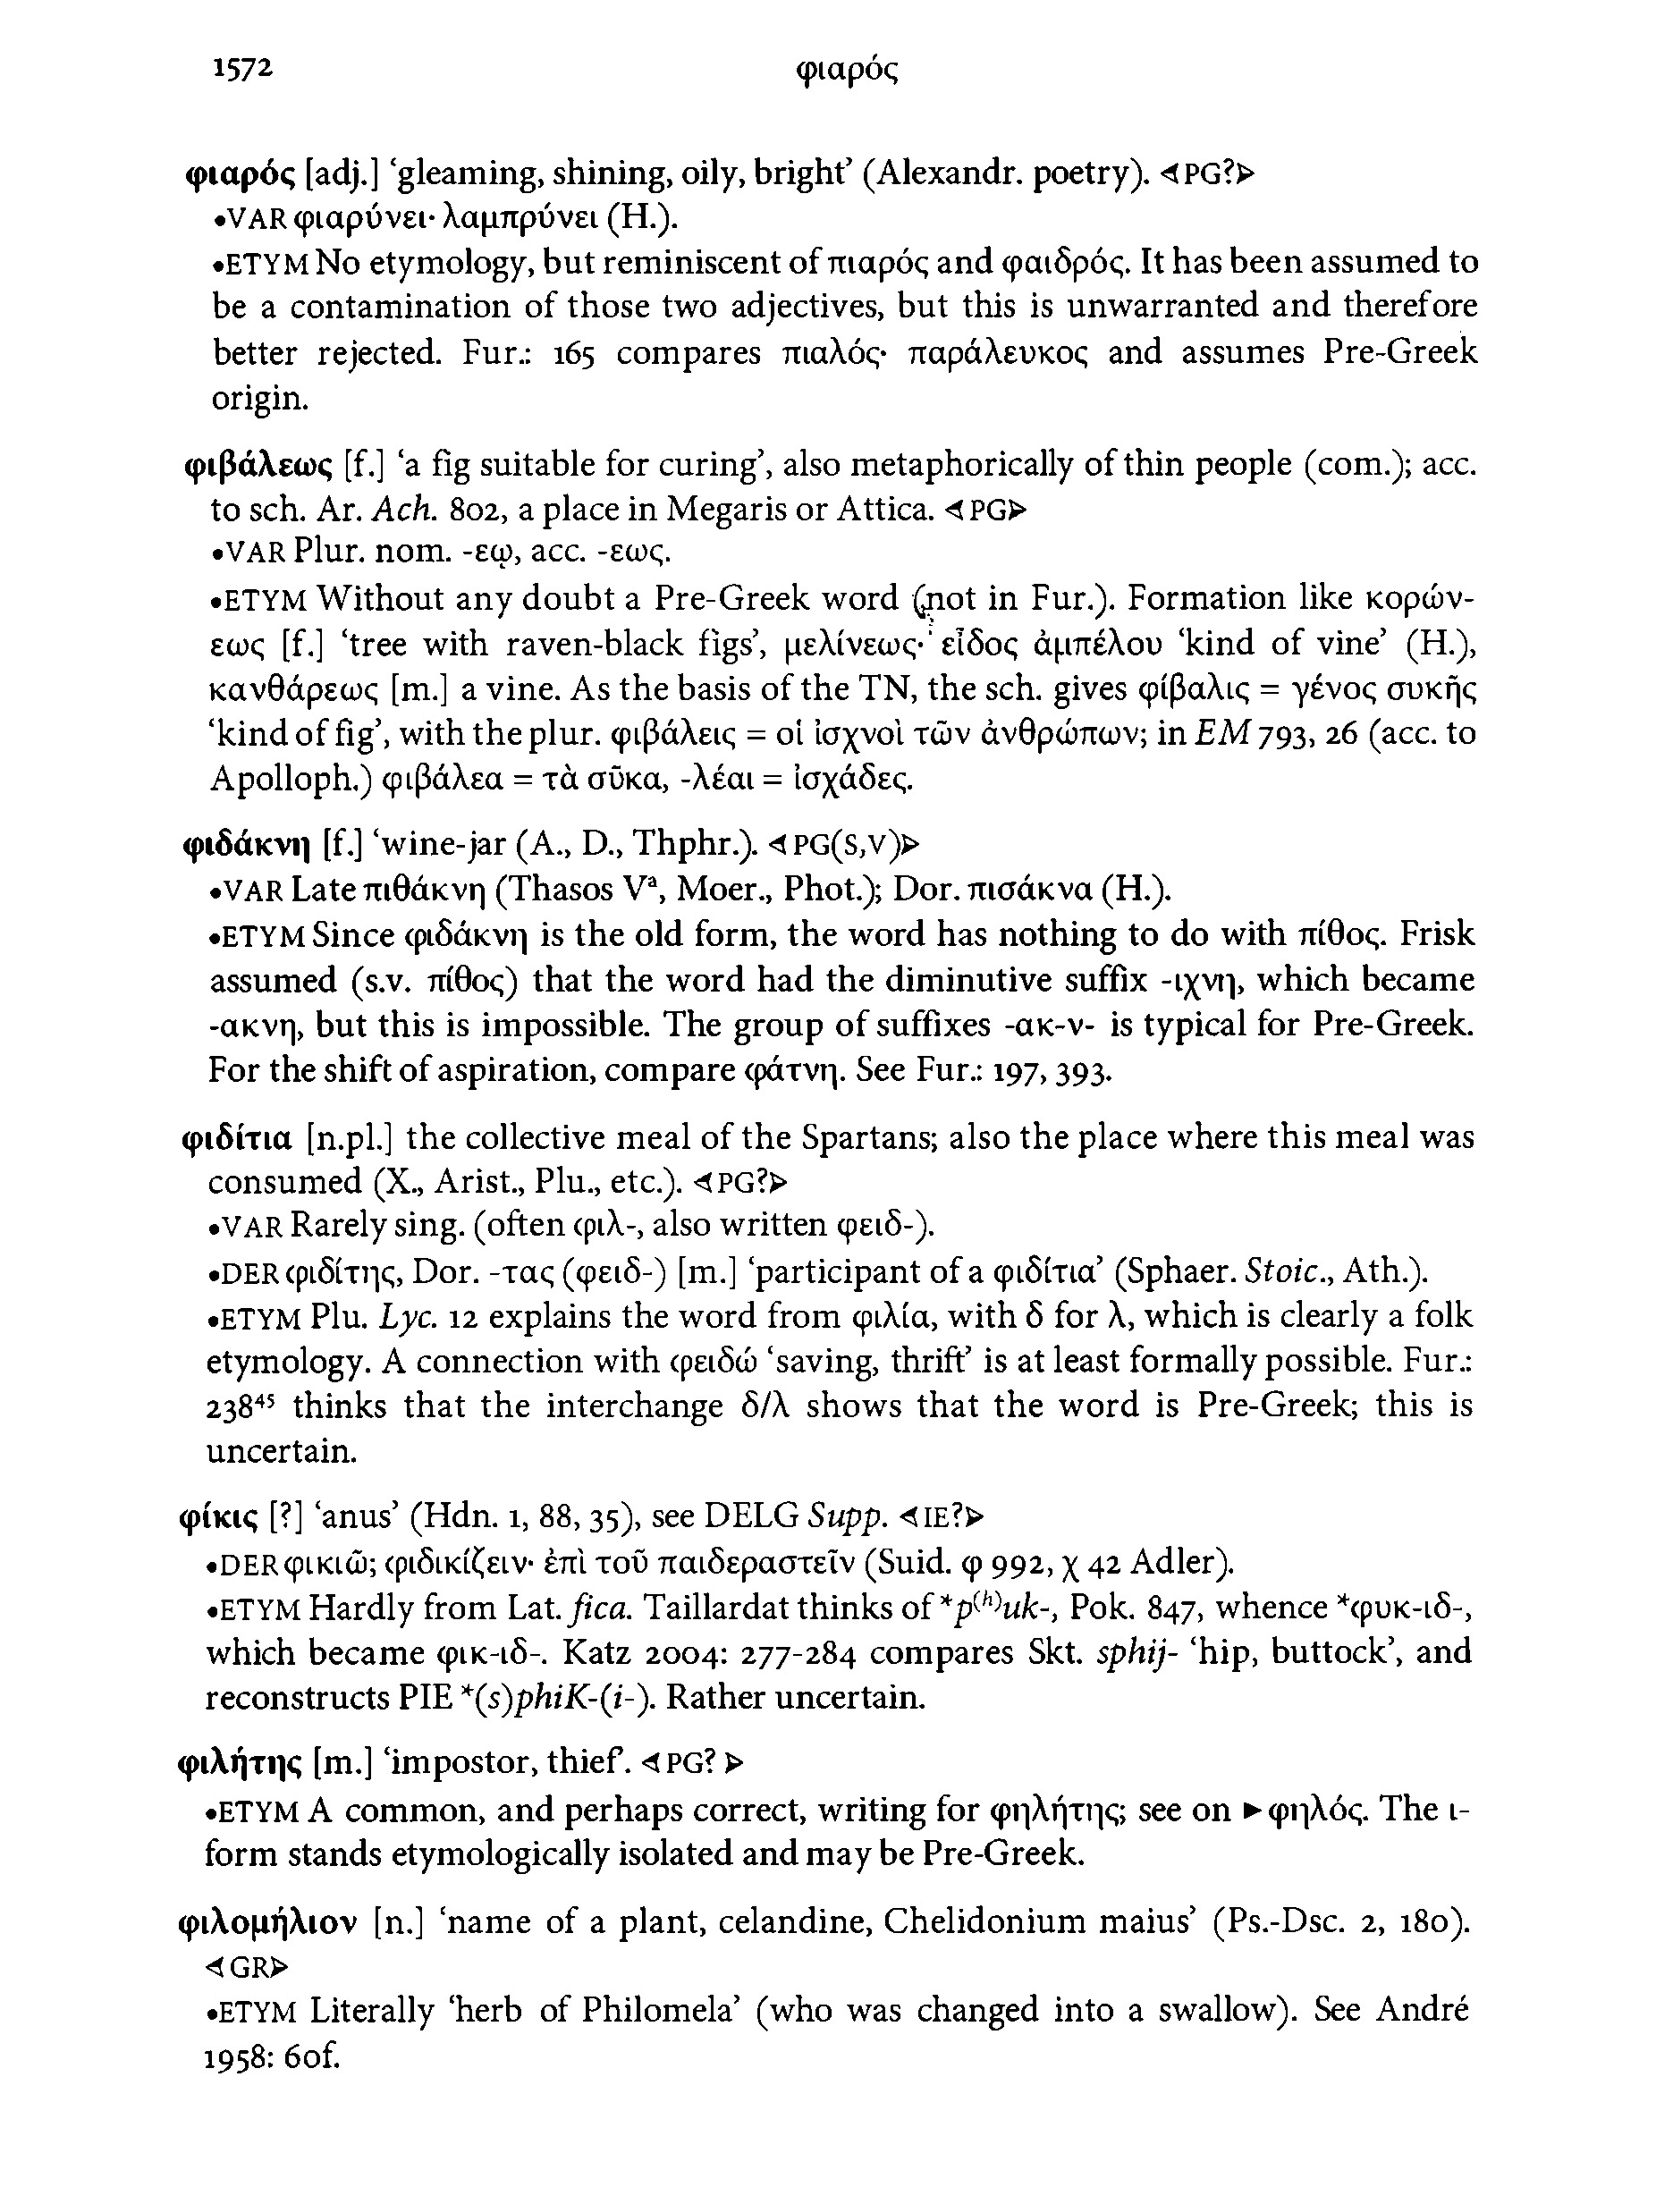 1572 φιαρός
φιαρός [adj.] ‘gleaming, shining, oily, bright’ (Alexandr. poetry). ⊲PG?⊳
•VAR φιαρύνει· λαμπρύνει (H.).
•ETYM No etymology, but reminiscent of πιαρός and φαιδρός. It has been assumed to
be a contamination of those two adjectives, but this is unwarranted and therefore
better rejected. Fur.: 165 compares πιαλός· παράλευκος and assumes Pre-Greek
origin.
φιβάλεως [f.] ‘a fig suitable for curing’, also metaphorically of thin people (com.); acc.
to sch. Ar. Ach. 802, a place in Megaris or Attica. ⊲PG⊳
•VAR Plur. nom. -εῳ, acc. -εως.
•ETYM Without any doubt a Pre-Greek word (not in Fur.). Formation like κορών-
εως [f.] ‘tree with raven-black figs’, μελίνεως· εἶδος ἀμπέλου ‘kind of vine’ (H.),
κανθάρεως [m.] a vine. As the basis of the TN, the sch. gives φίβαλις = γένος συκῆς
‘kind of fig’, with the plur. φιβάλεις = οἱ ἰσχνοὶ τῶν ἀνθρώπων; in EM 793, 26 (acc. to
Apolloph.) φιβάλεα = τὰ σῦκα, -λέαι = ἰσχάδες.
φιδάκνη [f.] ‘wine-jar (A., D., Thphr.). ⊲PG(S,V)⊳
•VAR Late πιθάκνη (Thasos Vᵃ, Moer., Phot.); Dor. πισάκνα (H.).
•ETYM Since φιδάκνη is the old form, the word has nothing to do with πίθος. Frisk
assumed (s.v. πίθος) that the word had the diminutive suffix -ιχνη, which became
-ακνη, but this is impossible. The group of suffixes -ακ-ν- is typical for Pre-Greek.
For the shift of aspiration, compare φάτνη. See Fur.: 197, 393.
φιδίτια [n.pl.] the collective meal of the Spartans; also the place where this meal was
consumed (X., Arist., Plu., etc.). ⊲PG?⊳
•VAR Rarely sing. (often φιλ-, also written φειδ-).
•DER φιδίτης, Dor. -τας (φειδ-) [m.] ‘participant of a φιδίτια’ (Sphaer. Stoic., Ath.).
•ETYM Plu. Lyc. 12 explains the word from φιλία, with δ for λ, which is clearly a folk
etymology. A connection with φειδώ ‘saving, thrift’ is at least formally possible. Fur.:
238⁴⁵ thinks that the interchange δ/λ shows that the word is Pre-Greek; this is
uncertain.
φίκις [?] ‘anus’ (Hdn. 1, 88, 35), see DELG Supp. ⊲IE?⊳
•DER φικιῶ; φιδικίζειν· ἐπὶ τοῦ παιδεραστεῖν (Suid. φ 992, χ 42 Adler).
•ETYM Hardly from Lat. fica. Taillardat thinks of *p⁽ʰ⁾uk-, Pok. 847, whence *φυκ-ιδ-,
which became φικ-ιδ-. Katz 2004: 277-284 compares Skt. sphij- ‘hip, buttock’, and
reconstructs PIE *(s)phiK-(i-). Rather uncertain.
φιλήτης [m.] ‘impostor, thief’. ⊲PG? ⊳
•ETYM A common, and perhaps correct, writing for φηλήτης; see on ►φηλός. The ι-
form stands etymologically isolated and may be Pre-Greek.
φιλομήλιον [n.] ‘name of a plant, celandine, Chelidonium maius’ (Ps.-Dsc. 2, 180).
⊲GR⊳
•ETYM Literally ‘herb of Philomela’ (who was changed into a swallow). See André
1958: 60f.